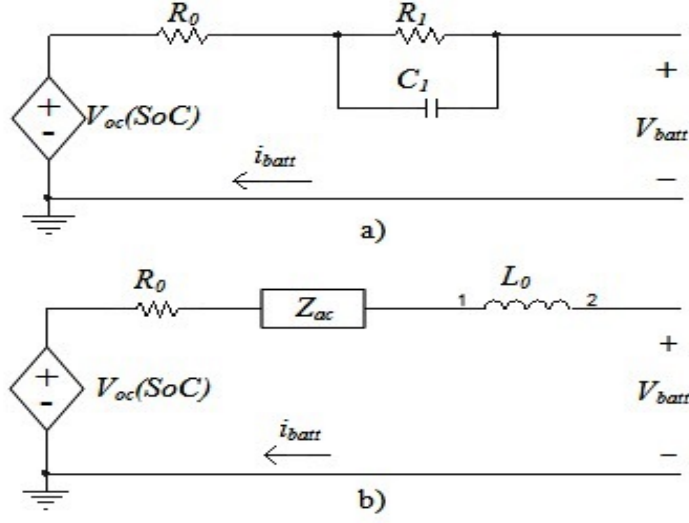 R0 R1
C1
+
Voc(SoC)
-
+
Vbatt
−
ibatt
a)
R0 Zac 1 L0 2
+
Voc(SoC)
-
+
Vbatt
−
ibatt
b)